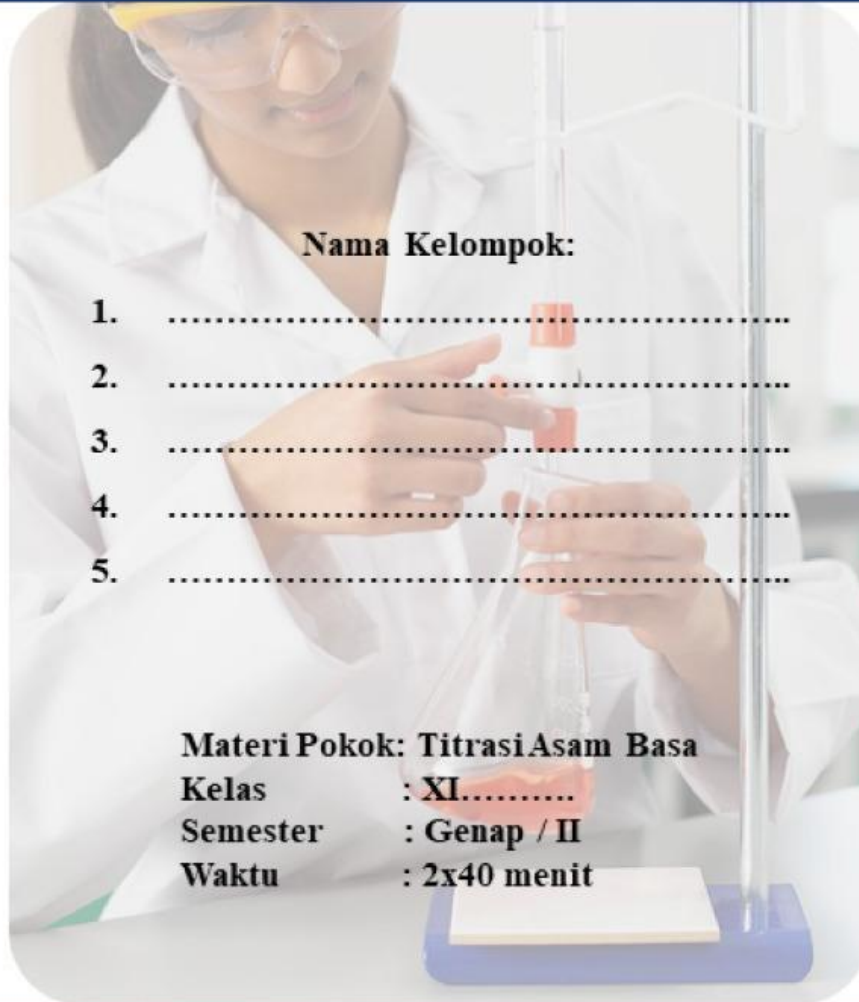 Nama Kelompok:
1. ………………………………………………..
2. ………………………………………………..
3. ………………………………………………..
4. ………………………………………………..
5. ………………………………………………..
Materi Pokok: Titrasi Asam Basa
Kelas : XI……….
Semester : Genap / II
Waktu : 2x40 menit